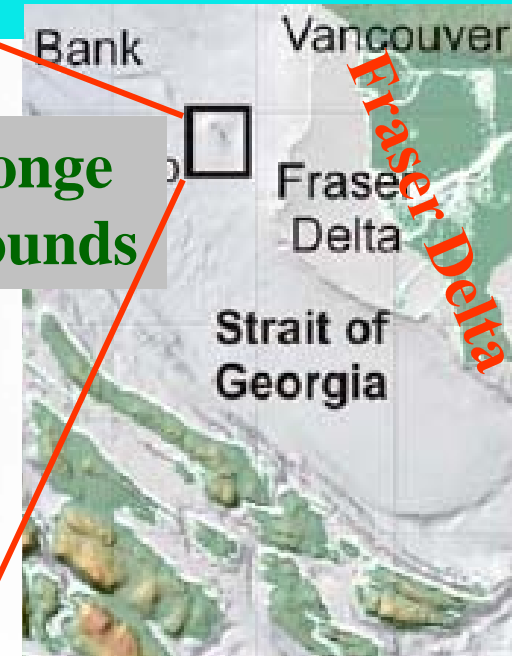 Bank
Vancouver
Fraser Delta
onge
ounds
Fraser
Delta
Strait of
Georgia